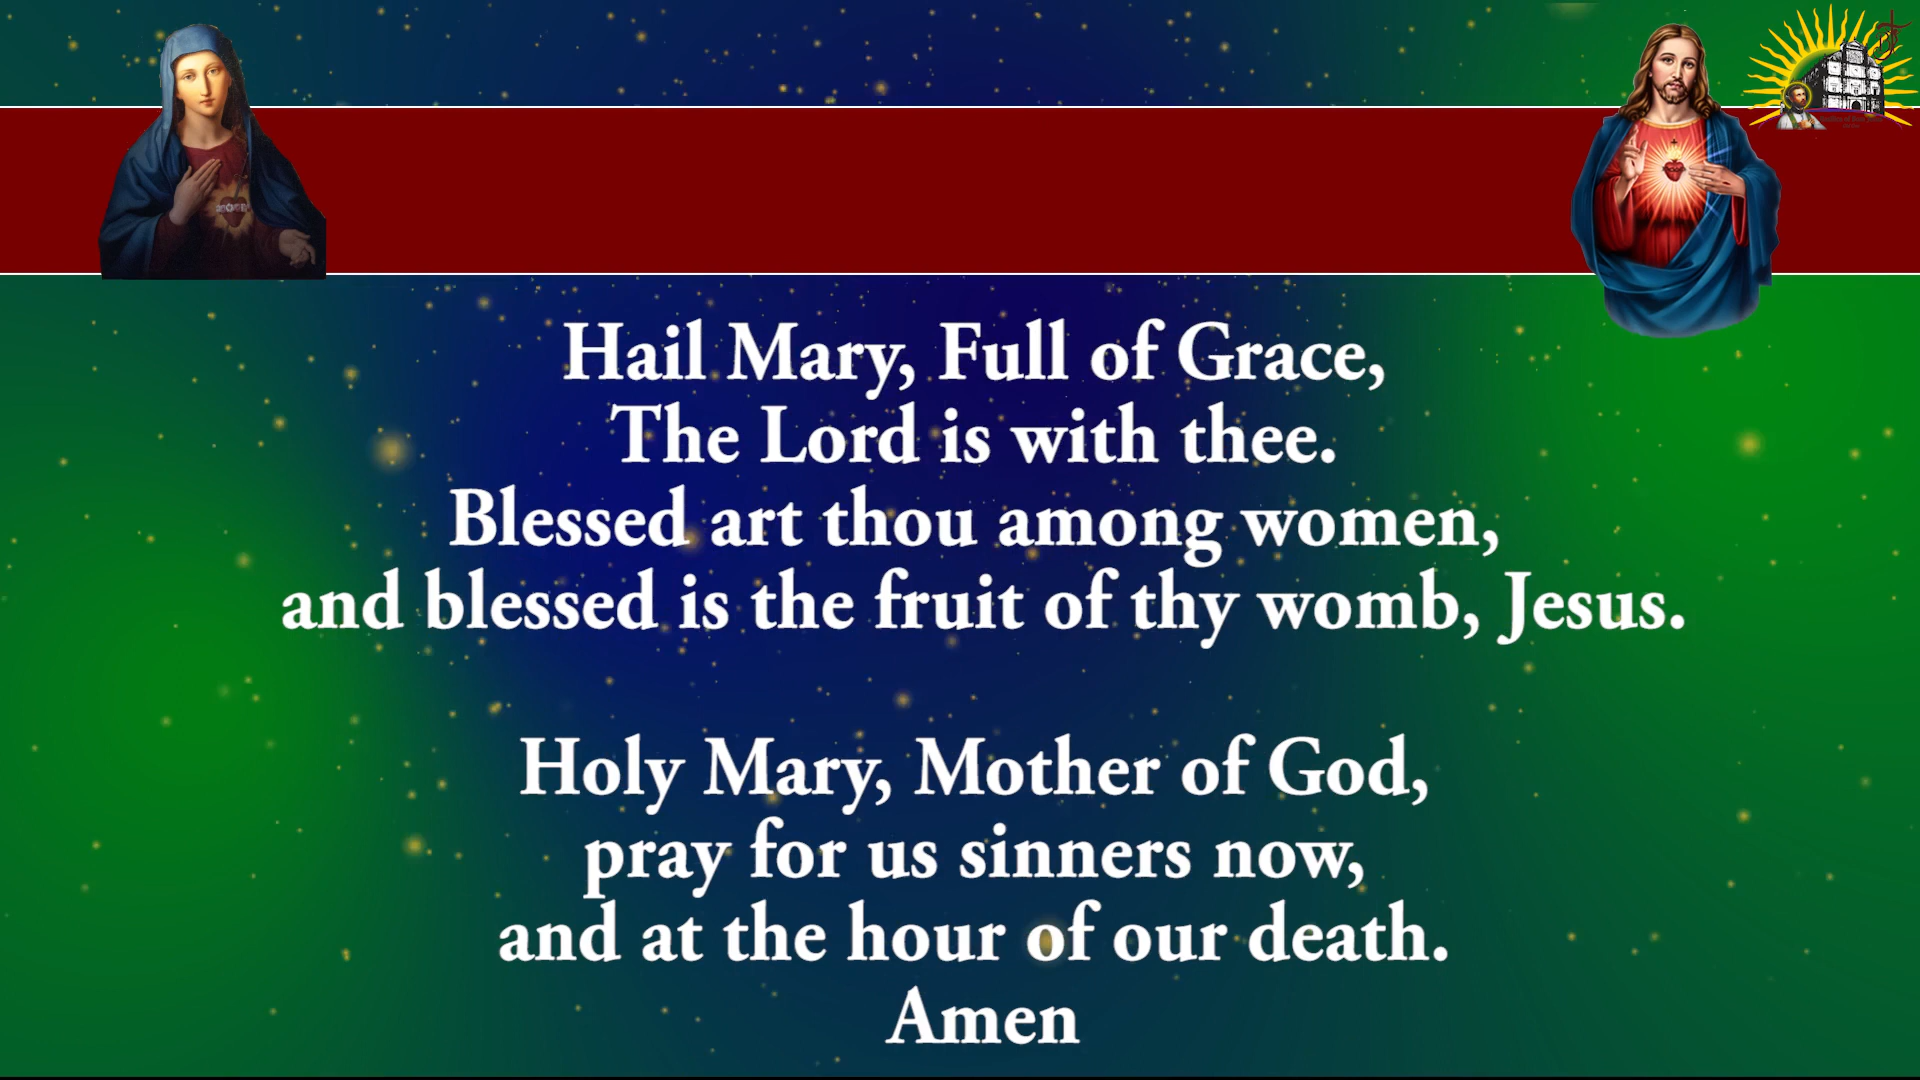 Hail Mary, Full of Grace,
The Lord is with thee.
Blessed art thou among women,
and blessed is the fruit of thy womb, Jesus.
Holy Mary, Mother of God,
pray for us sinners now,
and at the hour of our death.
Amen